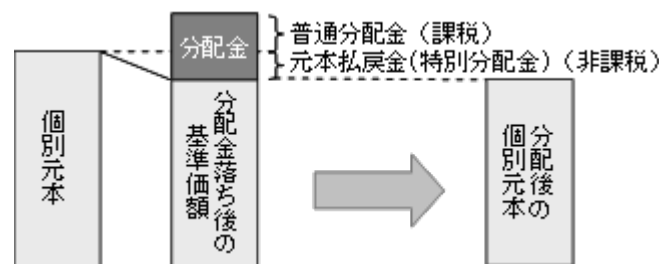 分配金
普通分配金（課税）
元本払戻金(特別分配金)（非課税）
個別元本
分配金落ち後の
基準価額
分配後の
個別元本